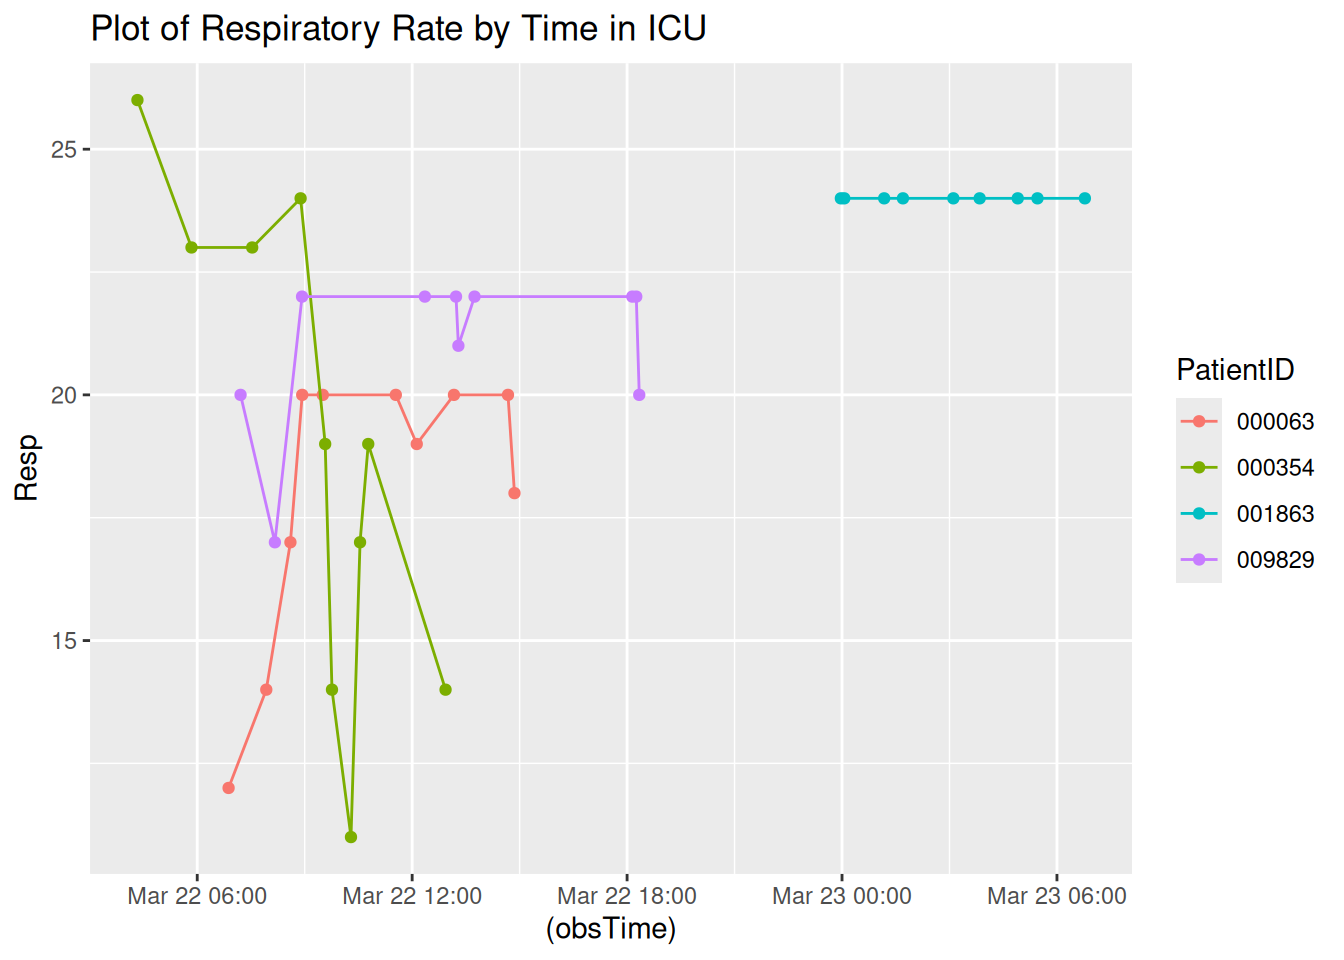 Plot of Respiratory Rate by Time in ICU
25
20
15
Resp
Mar 22 06:00
Mar 22 12:00
Mar 22 18:00
Mar 23 00:00
Mar 23 06:00
(obsTime)
PatientID
000063
000354
001863
009829